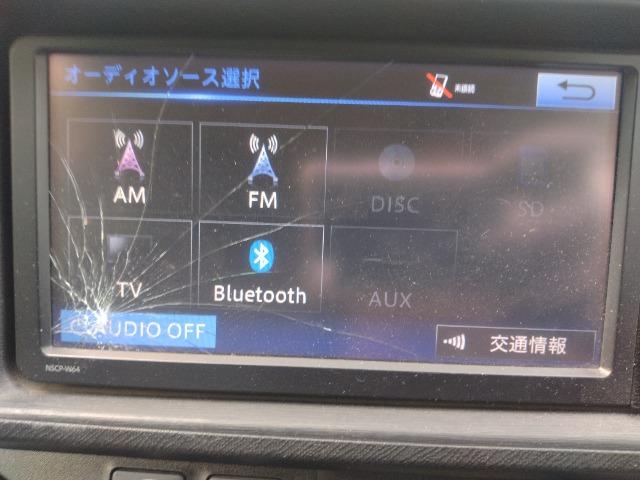 オーディオソース選択
未接続
AM
FM
DISC
SD
TV
Bluetooth
AUX
AUDIO OFF
交通情報
NSCP-W64